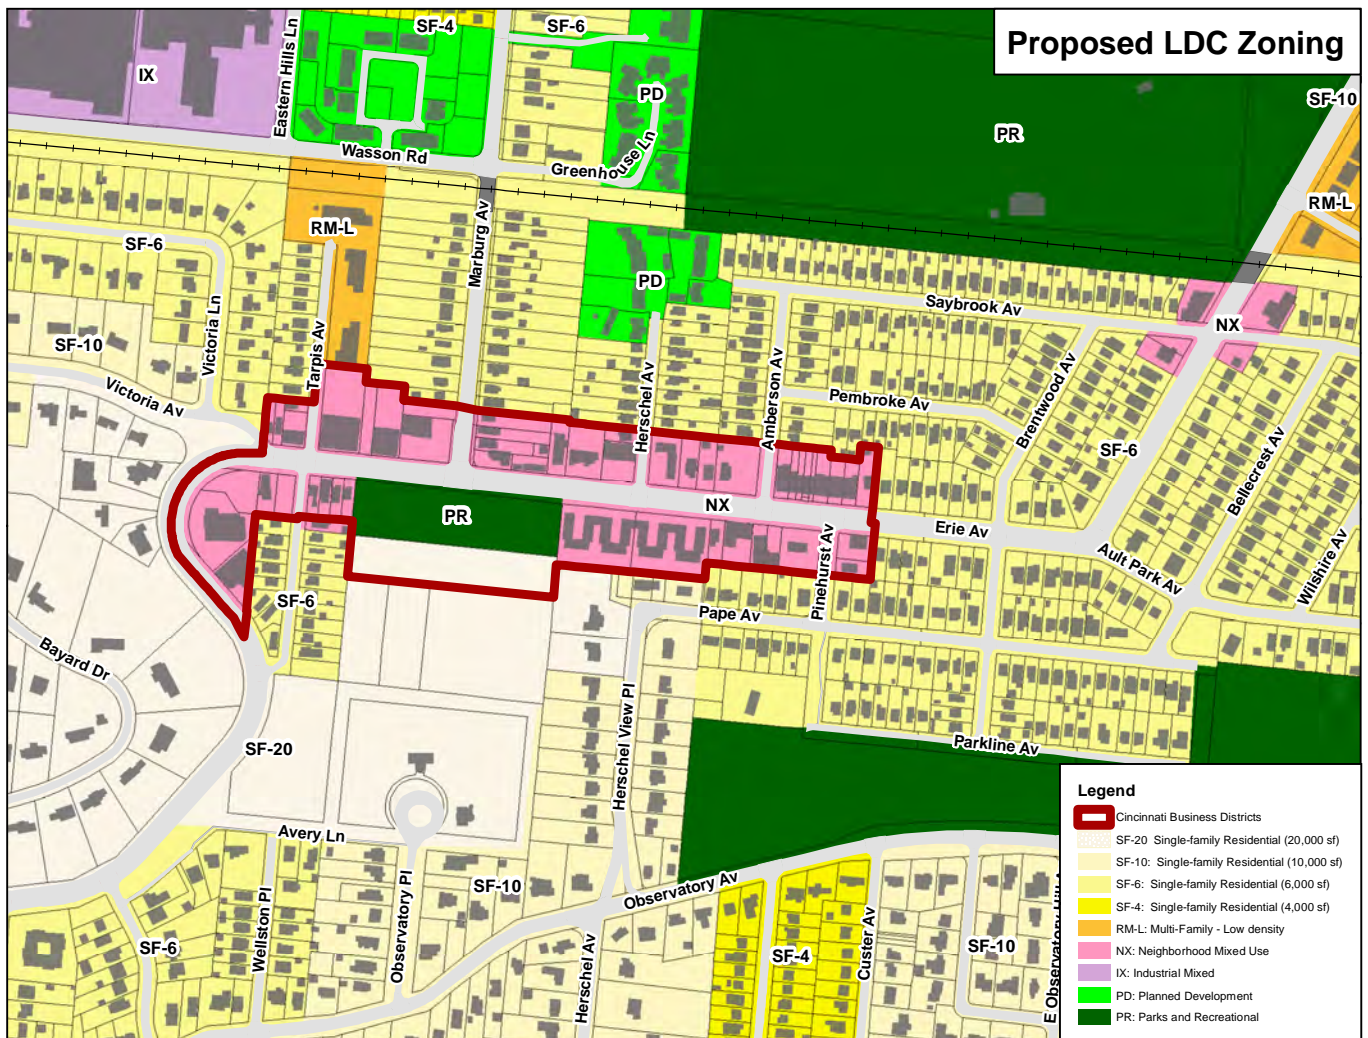 Proposed LDC Zoning
SF-4
SF-6
Eastern Hills Ln
IX
PD
SF-10
PR
Wasson Rd
Greenhouse Ln
RM-L
RM-L
SF-6
Marburg Av
PD
Saybrook Av
NX
Victoria Ln
SF-10
Tarpis Av
Victoria Av
Herschel Av
Amberson Av
Pembroke Av
Brentwood Av
SF-6
Bellecrest Av
NX
PR
Erie Av
Pinehurst Av
Ault Park Av
Wilshire Av
SF-6
Pape Av
Bayard Dr
Herschel View Pl
SF-20
Parkline Av
Avery Ln
Observatory Pl
SF-10
Observatory Av
Wellston Pl
SF-6
Herschel Av
SF-4
Custer Av
SF-10
E Observatory Hill A
Legend
Cincinnati Business Districts
SF-20 Single-family Residential (20,000 sf)
SF-10: Single-family Residential (10,000 sf)
SF-6: Single-family Residential (6,000 sf)
SF-4: Single-family Residential (4,000 sf)
RM-L: Multi-Family - Low density
NX: Neighborhood Mixed Use
IX: Industrial Mixed
PD: Planned Development
PR: Parks and Recreational